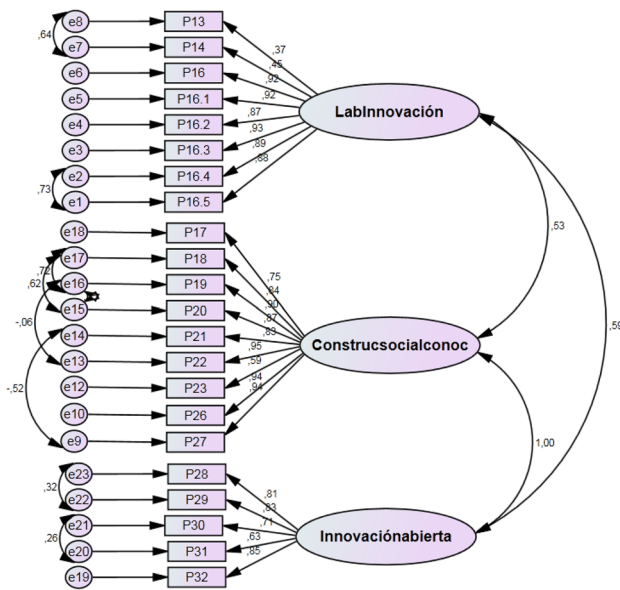 e8 P13
,64
,37
e7 P14
,45
e6 P16
,92
e5 P16.1
,92
LabInnovación
e4 P16.2
,87
e3 P16.3
,93
e2 P16.4
,89
,73
,88
e1 P16.5
,53
e18 P17
e17 P18
,72
,62
,75
e16 P19
,84
,90
e15 P20
,87
-,06
,59
e14 P21
,83
Construcsocialconoc
e13 P22
,95
,59
e12 P23
,94
-,52
,94
e10 P26
e9 P27
1,00
e23 P28
,32
,81
e22 P29
,83
e21 P30
,71
Innovaciónabierta
,26
e20 P31
,63
,85
e19 P32